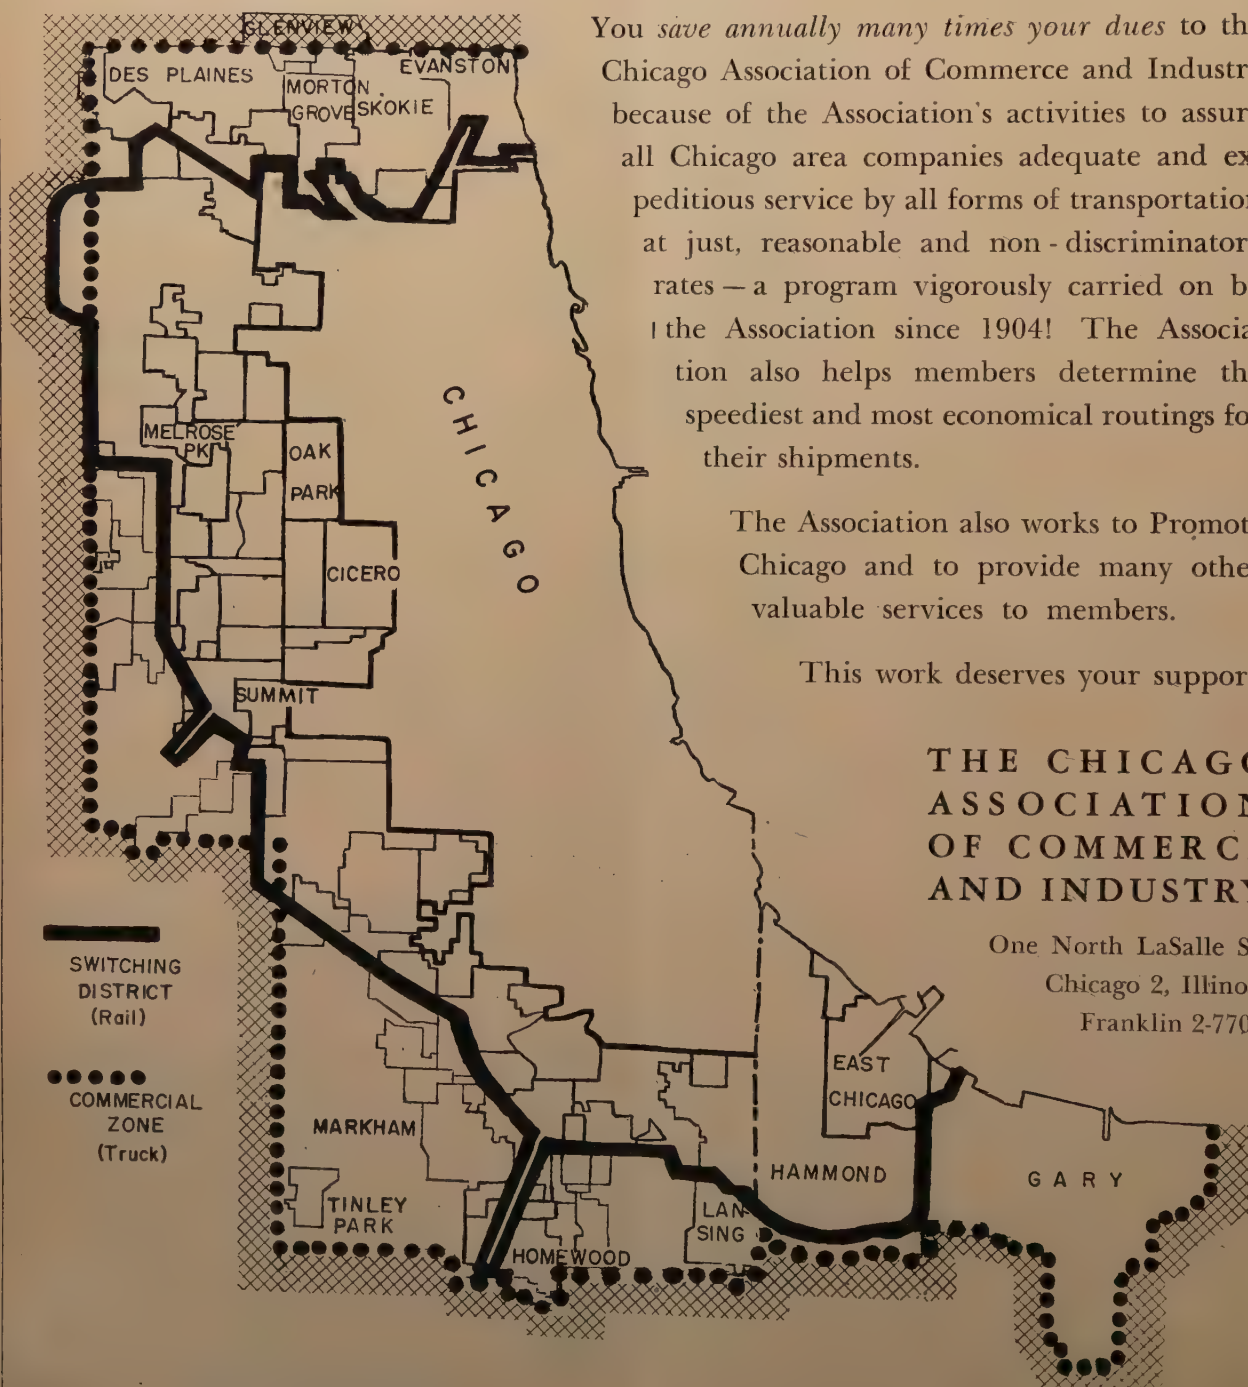 GLENVIEW
DES PLAINES
MORTON
GROVE
SKOKIE
EVANSTON
MELROSE
PK
OAK
PARK
CICERO
CHICAGO
SUMMIT
SWITCHING
DISTRICT
(Rail)
COMMERCIAL
ZONE
(Truck)
MARKHAM
TINLEY
PARK
HOMEWOOD
LAN
SING
HAMMOND
EAST
CHICAGO
GARY
You save annually many times your dues to th
Chicago Association of Commerce and Industr
because of the Association's activities to assur
all Chicago area companies adequate and ex
peditious service by all forms of transportation
at just, reasonable and non-discriminator
rates — a program vigorously carried on b
the Association since 1904! The Associa
tion also helps members determine th
speediest and most economical routings fo
their shipments.
The Association also works to Promot
Chicago and to provide many othe
valuable services to members.
This work deserves your suppor
THE CHICAGO
ASSOCIATION
OF COMMERC
AND INDUSTRY
One North LaSalle S
Chicago 2, Illino
Franklin 2-770